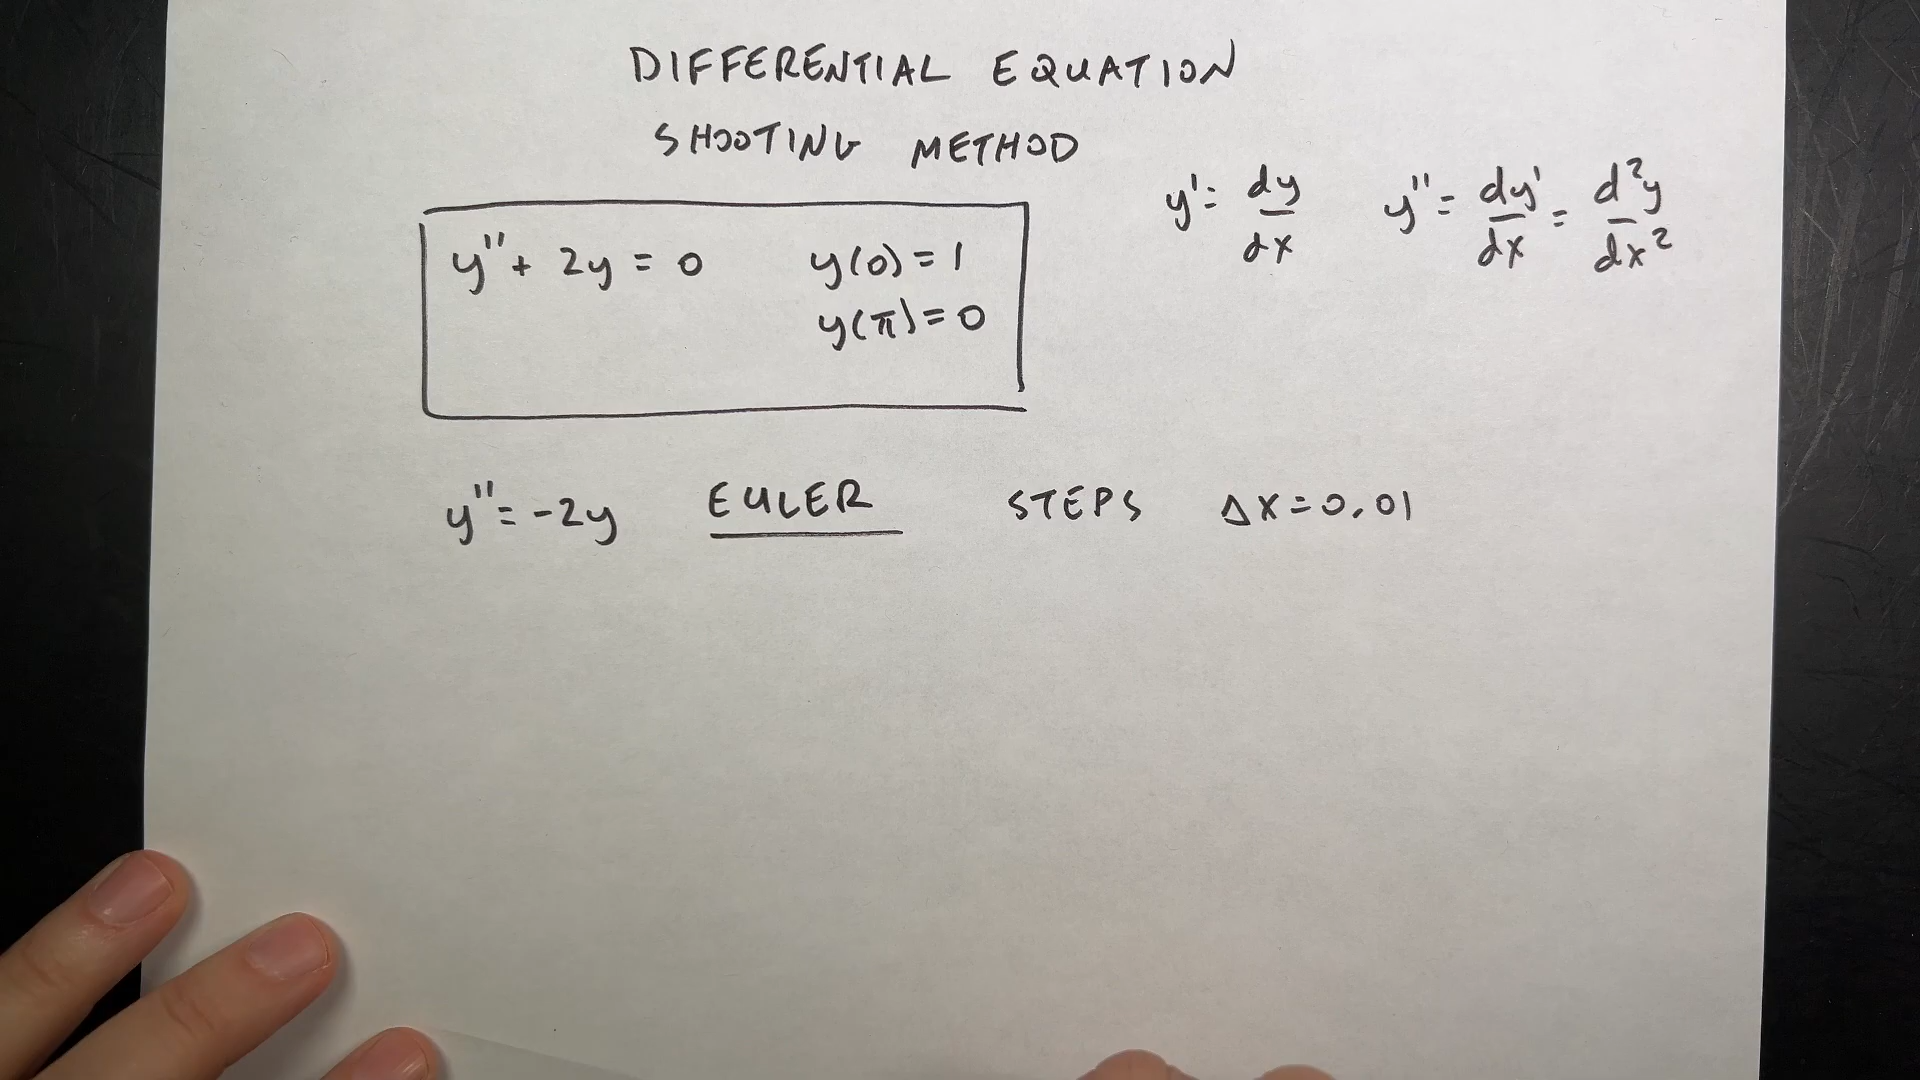 DIFFERENTIAL EQUATION
SHOOTING METHOD
y' = dy/dx    y'' = dy'/dx = d²y/dx²
y'' + 2y = 0    y(0) = 1
y(π) = 0
y'' = -2y    EULER    STEPS    Δx = 0.01